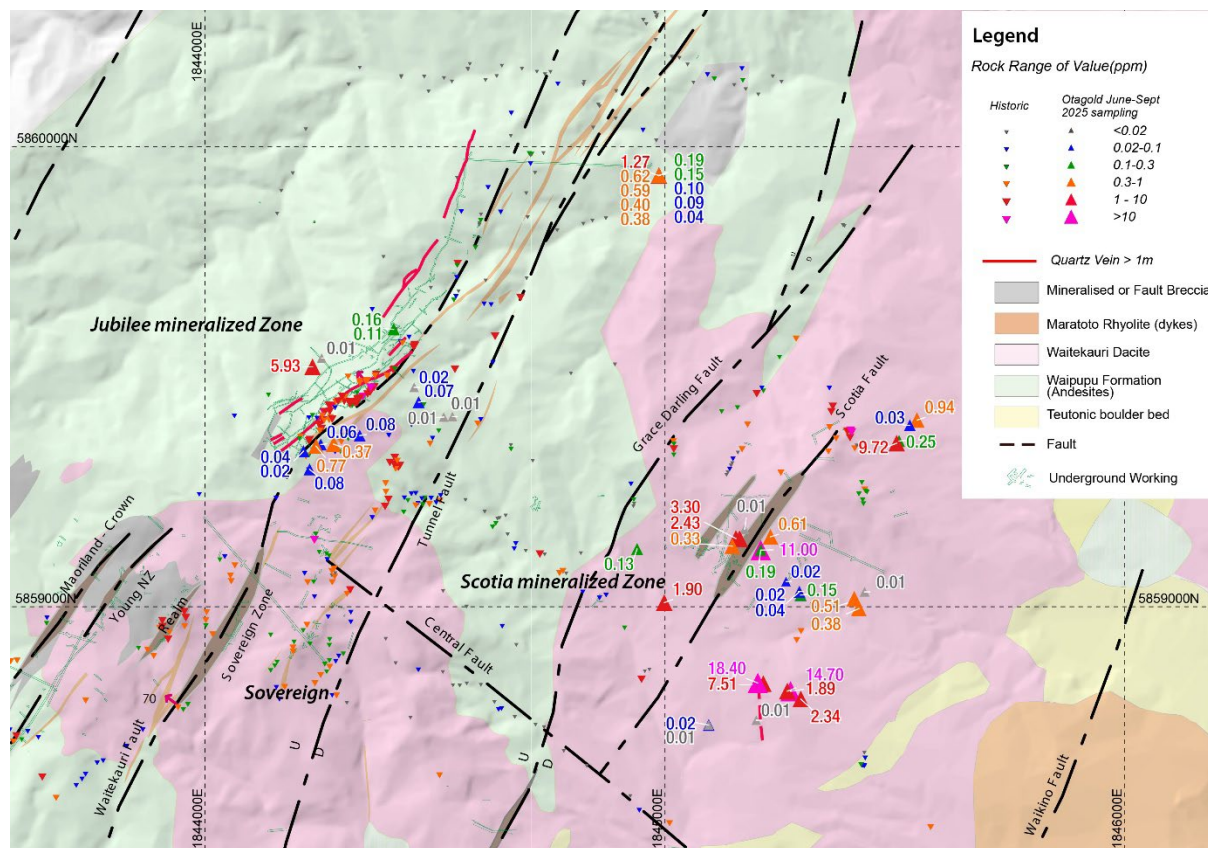 Legend
Rock Range of Value(ppm)
Historic
Otagold June-Sept
2025 sampling
<0.02
0.02-0.1
0.1-0.3
0.3-1
1 - 10
>10
Quartz Vein > 1m
Mineralised or Fault Breccia
Maratoto Rhyolite (dykes)
Waitekauri Dacite
Waipupu Formation
(Andesites)
Teutonic boulder bed
Fault
Underground Working
1844000E
5860000N
1.27
0.62
0.59
0.40
0.38
0.19
0.15
0.10
0.09
0.04
U
D
Jubilee mineralized Zone
0.16
0.11
0.01
5.93
0.02
0.07
0.01
0.01
0.06
0.08
0.04
0.02
0.37
0.77
0.08
Grace Darling Fault
Scotia Fault
0.03
0.94
9.72
0.25
Tunnel Fault
Maoriland - Crown
Young NZ
Realm
Sovereign Zone
3.30
2.43
0.33
0.01
0.61
11.00
0.19
0.13
Scotia mineralized Zone
0.02
0.02
0.04
0.15
0.01
1.90
0.51
0.38
5859000N
5859000N
Central Fault
Sovereign
70
Waitekauri Fault
U
D
U
D
18.40
7.51
14.70
1.89
2.34
0.01
0.02
0.01
Waikino Fault
1844000E
1845000E
1846000E